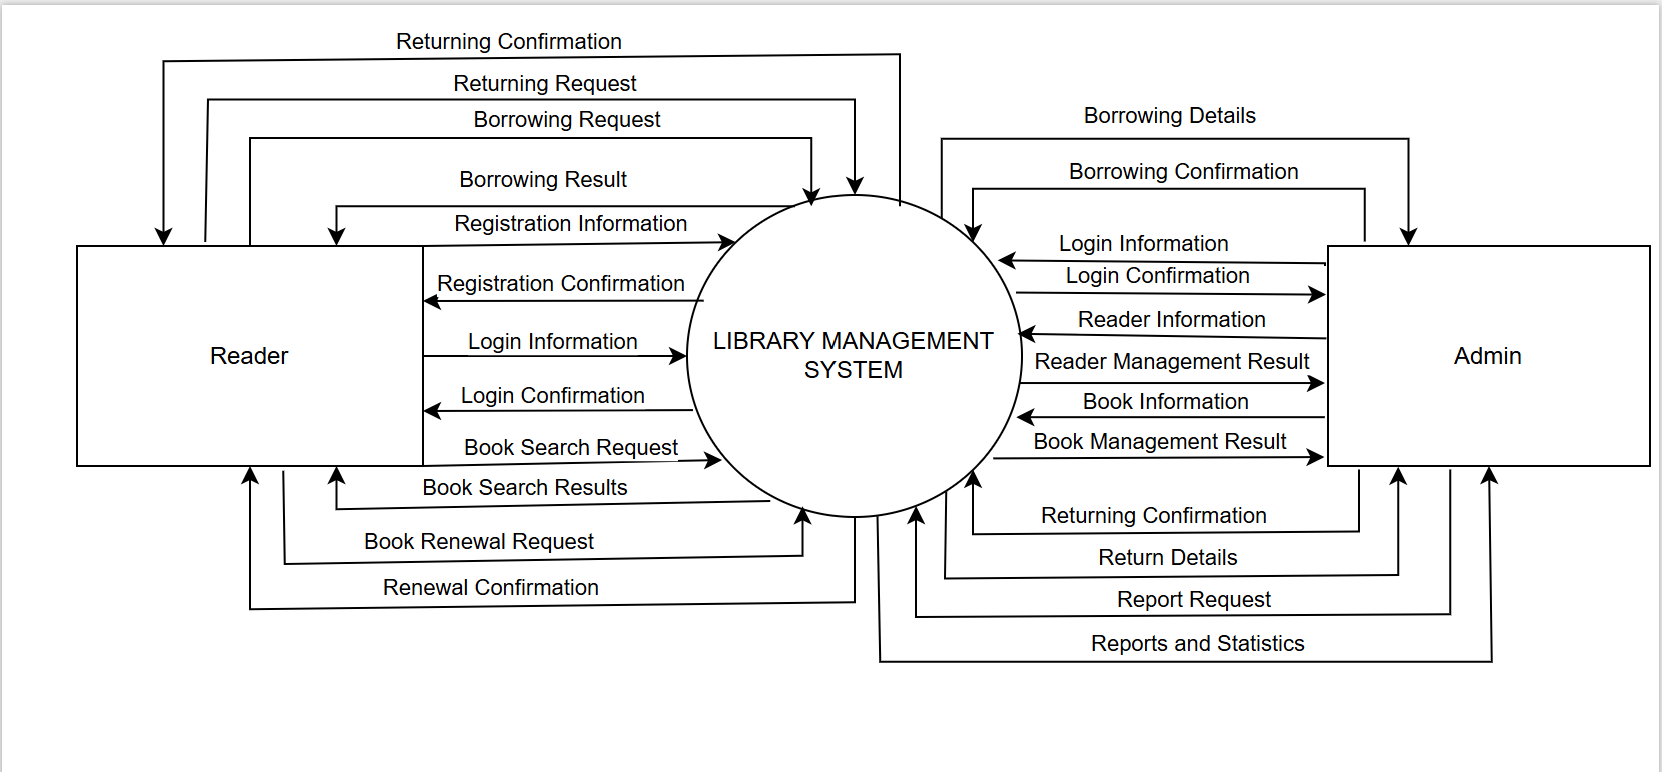 Returning Confirmation
Returning Request
Borrowing Request
Borrowing Result
Registration Information
Registration Confirmation
Login Information
Login Confirmation
Book Search Request
Book Search Results
Book Renewal Request
Renewal Confirmation
Reader
LIBRARY MANAGEMENT
SYSTEM
Borrowing Details
Borrowing Confirmation
Login Information
Login Confirmation
Reader Information
Reader Management Result
Book Information
Book Management Result
Returning Confirmation
Return Details
Report Request
Reports and Statistics
Admin